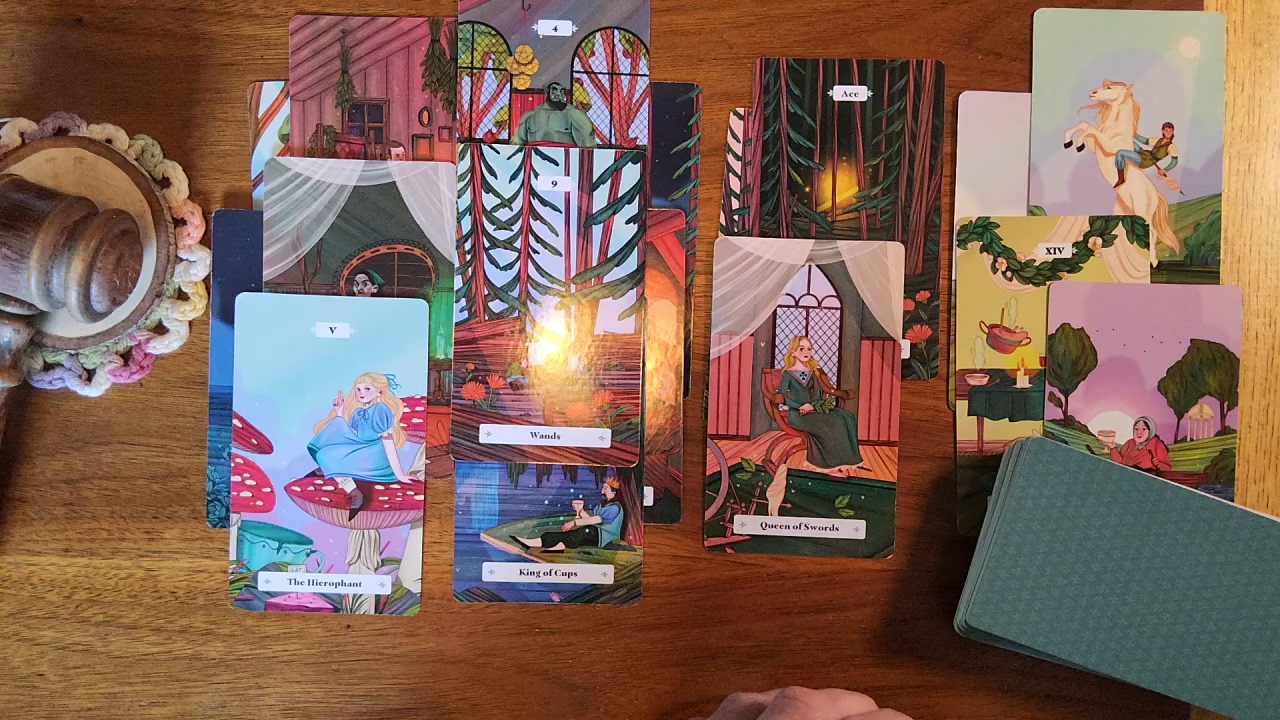 4
Ace
9
XIV
V
Wands
Queen of Swords
King of Cups
The Hierophant